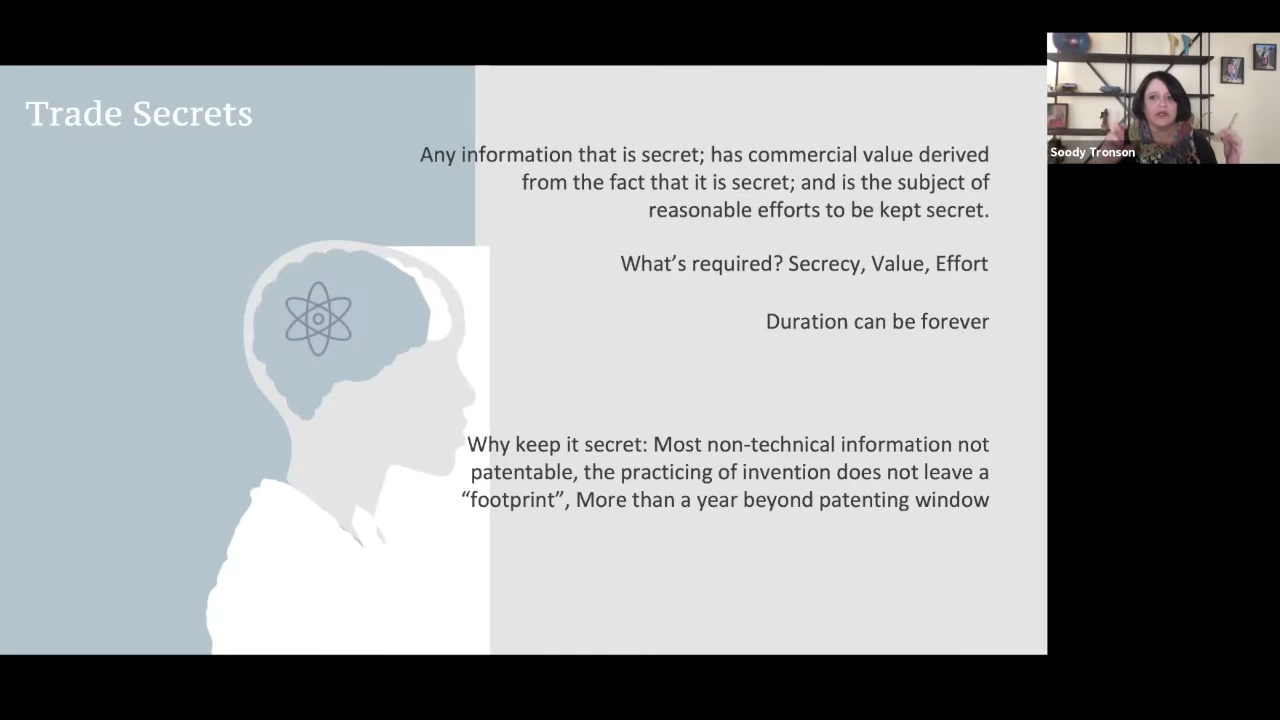 Trade Secrets
Any information that is secret; has commercial value derived
from the fact that it is secret; and is the subject of
reasonable efforts to be kept secret.
What’s required? Secrecy, Value, Effort
Duration can be forever
Why keep it secret: Most non-technical information not
patentable, the practicing of invention does not leave a
“footprint”, More than a year beyond patenting window
Soody Tronson